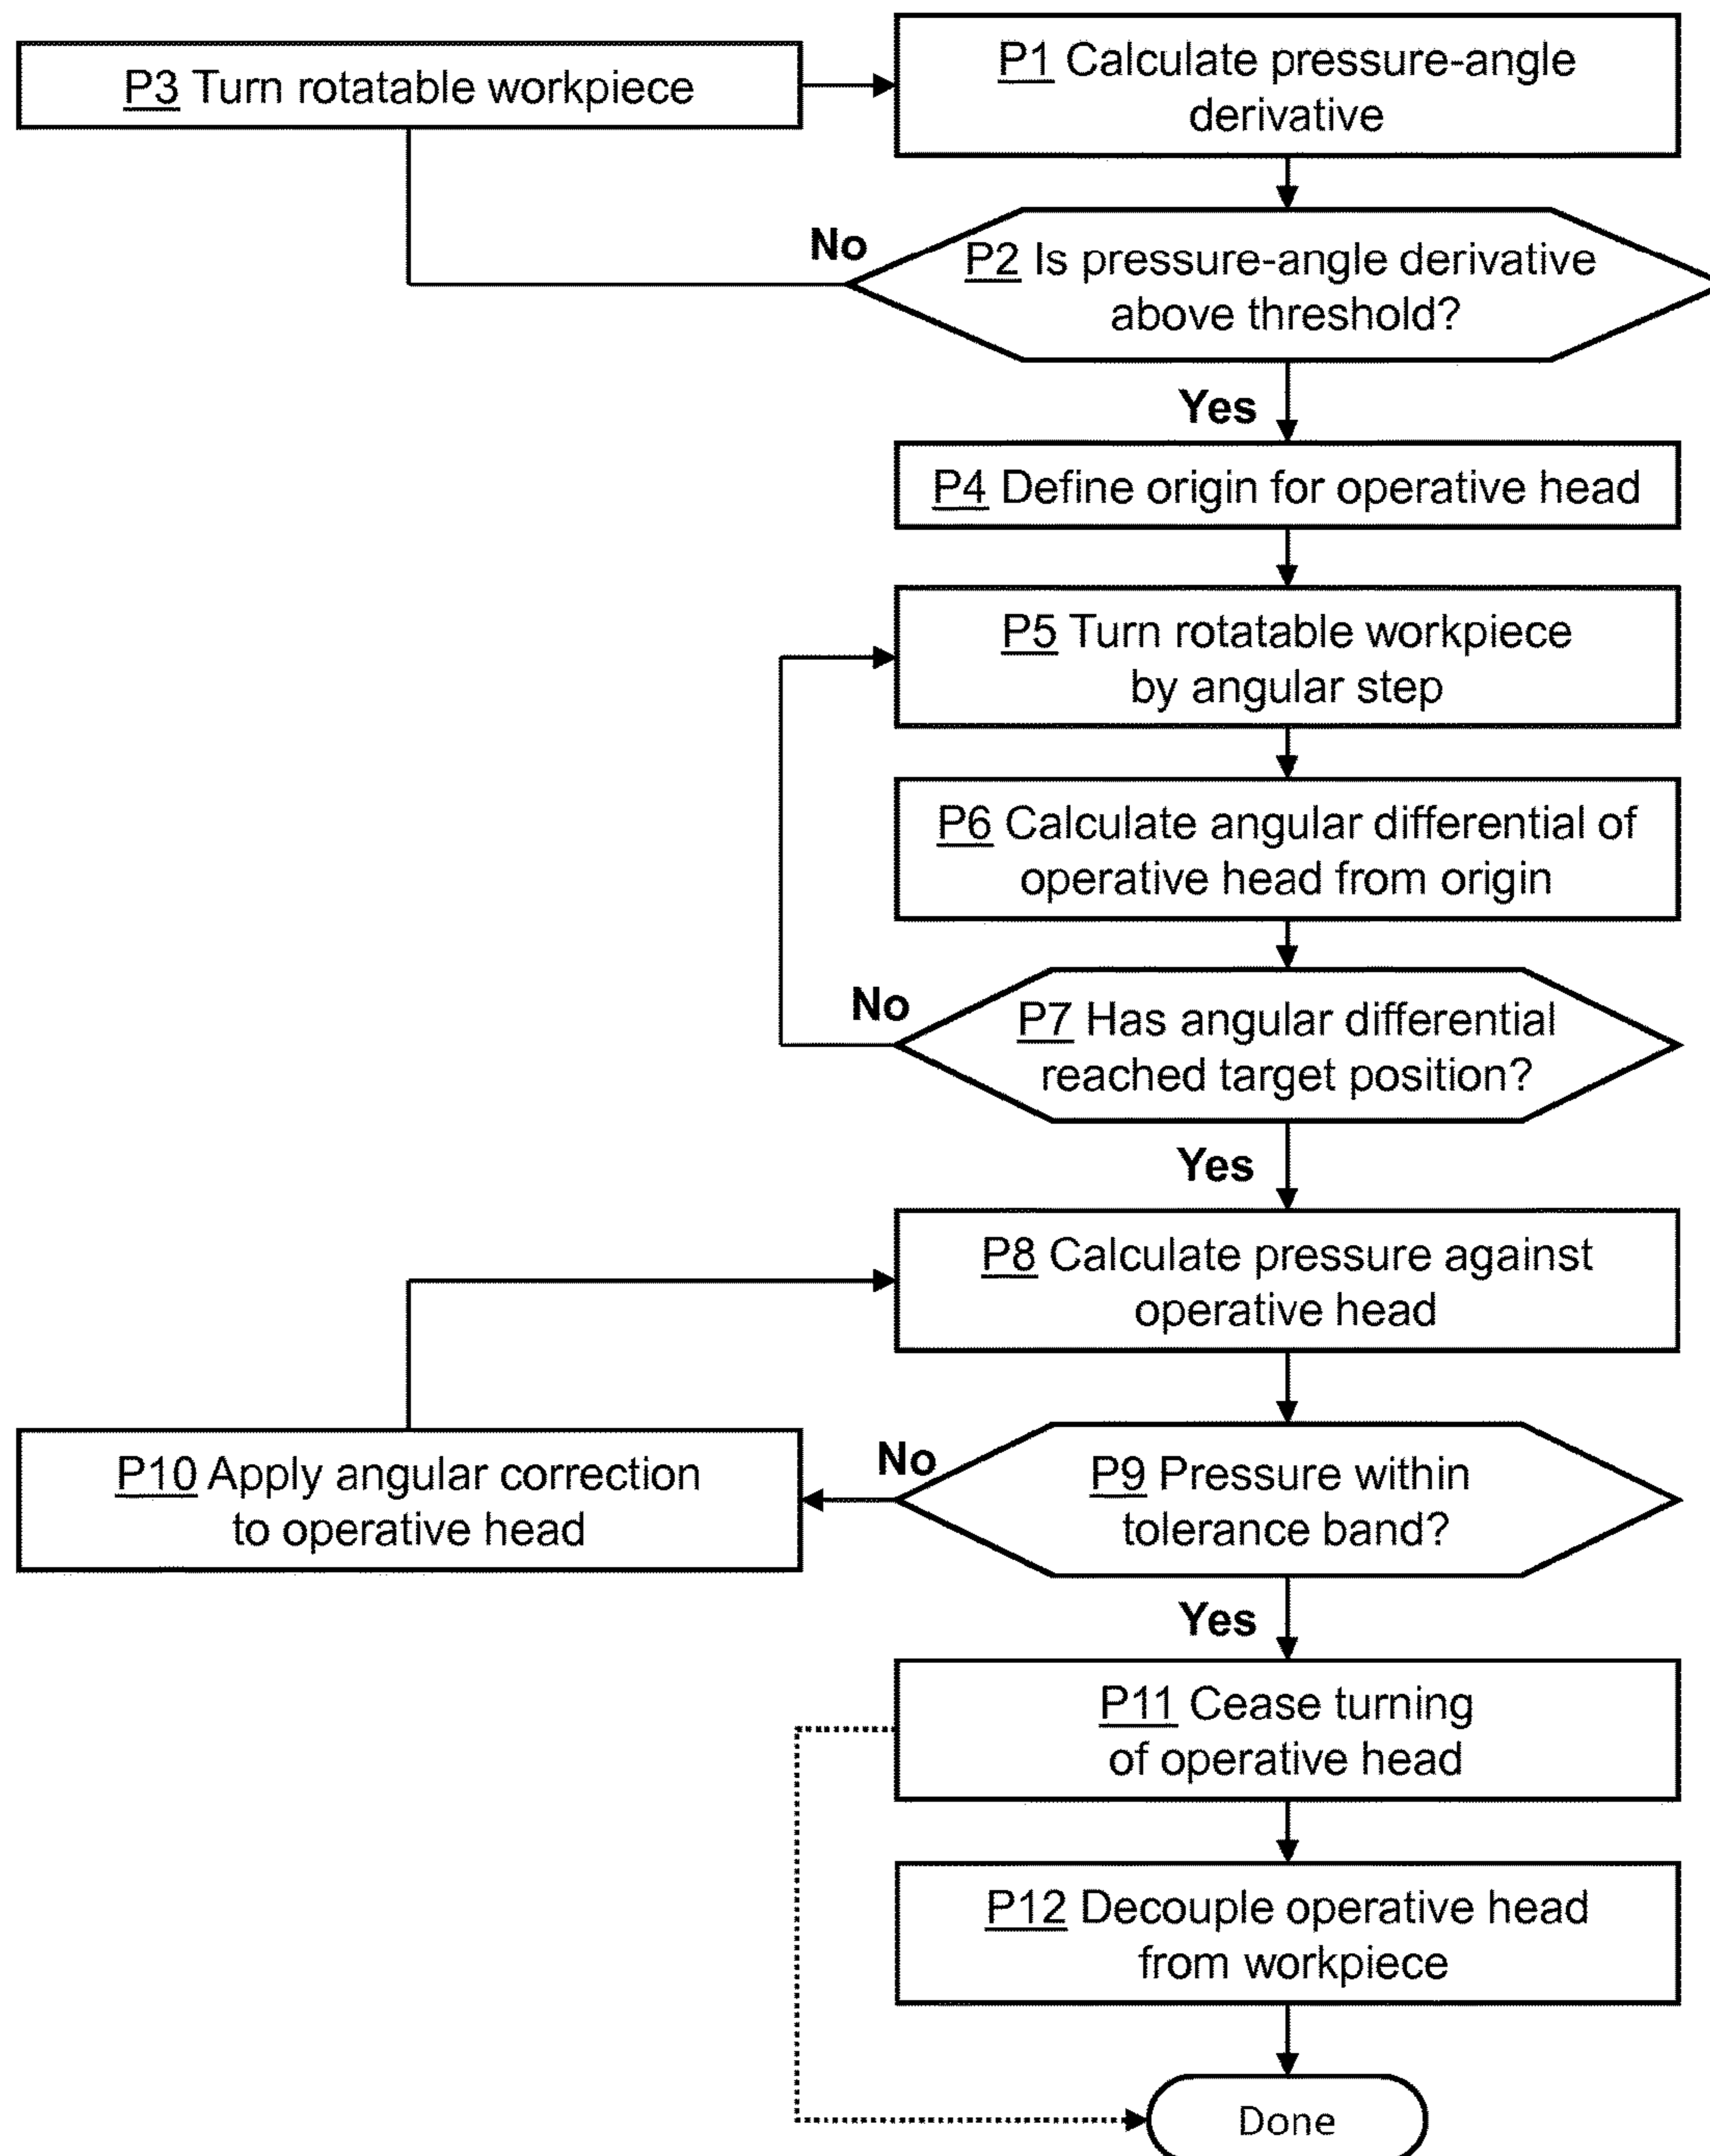 P3 Turn rotatable workpiece
P1 Calculate pressure-angle
derivative
No
P2 Is pressure-angle derivative
above threshold?
Yes
P4 Define origin for operative head
P5 Turn rotatable workpiece
by angular step
P6 Calculate angular differential of
operative head from origin
No
P7 Has angular differential
reached target position?
Yes
P8 Calculate pressure against
operative head
P10 Apply angular correction
to operative head
No
P9 Pressure within
tolerance band?
Yes
P11 Cease turning
of operative head
P12 Decouple operative head
from workpiece
Done